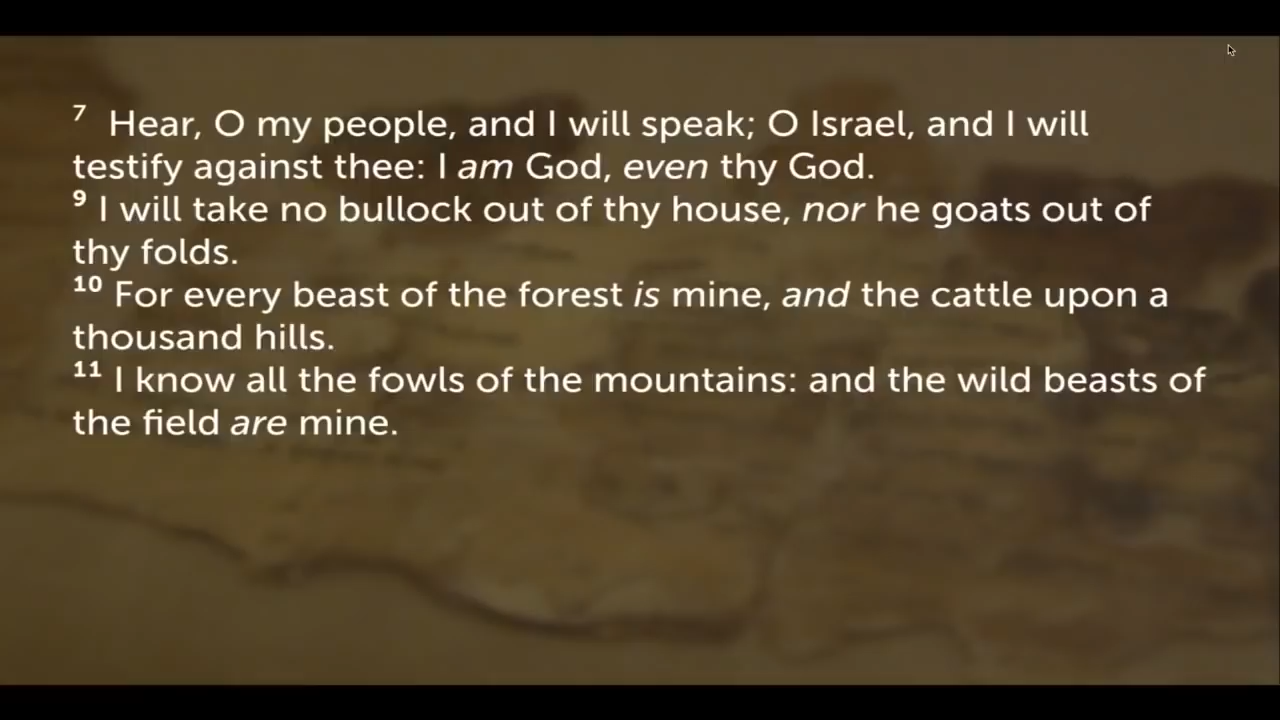 7 Hear, O my people, and I will speak; O Israel, and I will
testify against thee: I am God, even thy God.
9 I will take no bullock out of thy house, nor he goats out of
thy folds.
10 For every beast of the forest is mine, and the cattle upon a
thousand hills.
11 I know all the fowls of the mountains: and the wild beasts of
the field are mine.